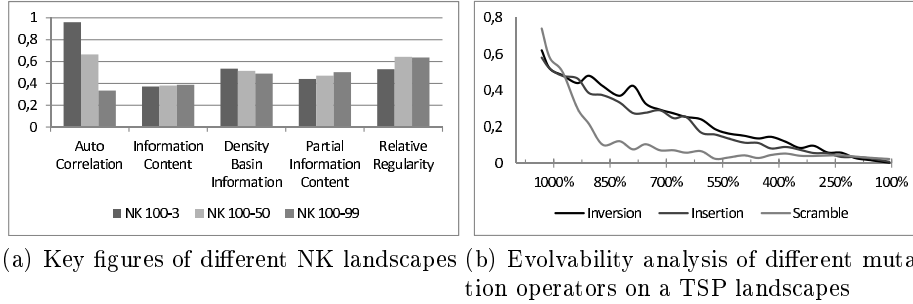 1
0,8
0,6
0,4
0,2
0
Auto Correlation
Information Content
Density Basin Information
Partial Information Content
Relative Regularity
NK 100-3 NK 100-50 NK 100-99
(a) Key figures of different NK landscapes
0,8
0,6
0,4
0,2
0
1000% 850% 700% 550% 400% 250% 100%
Inversion Insertion Scramble
(b) Evolvability analysis of different muta
tion operators on a TSP landscapes